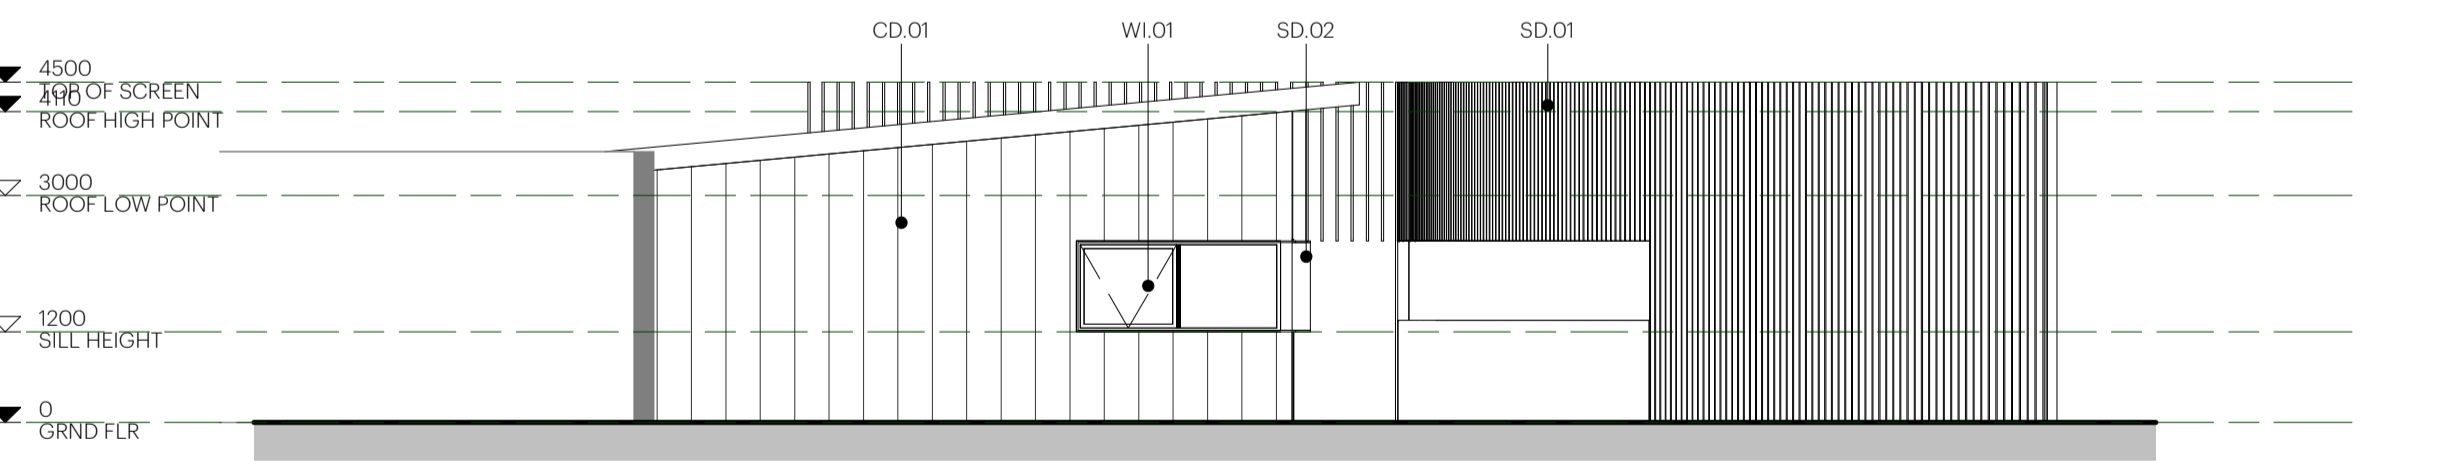 CD.01
WI.01
SD.02
SD.01
4500
TOP OF SCREEN
4110
ROOF HIGH POINT
3000
ROOF LOW POINT
1200
SILL HEIGHT
0
GRND FLR